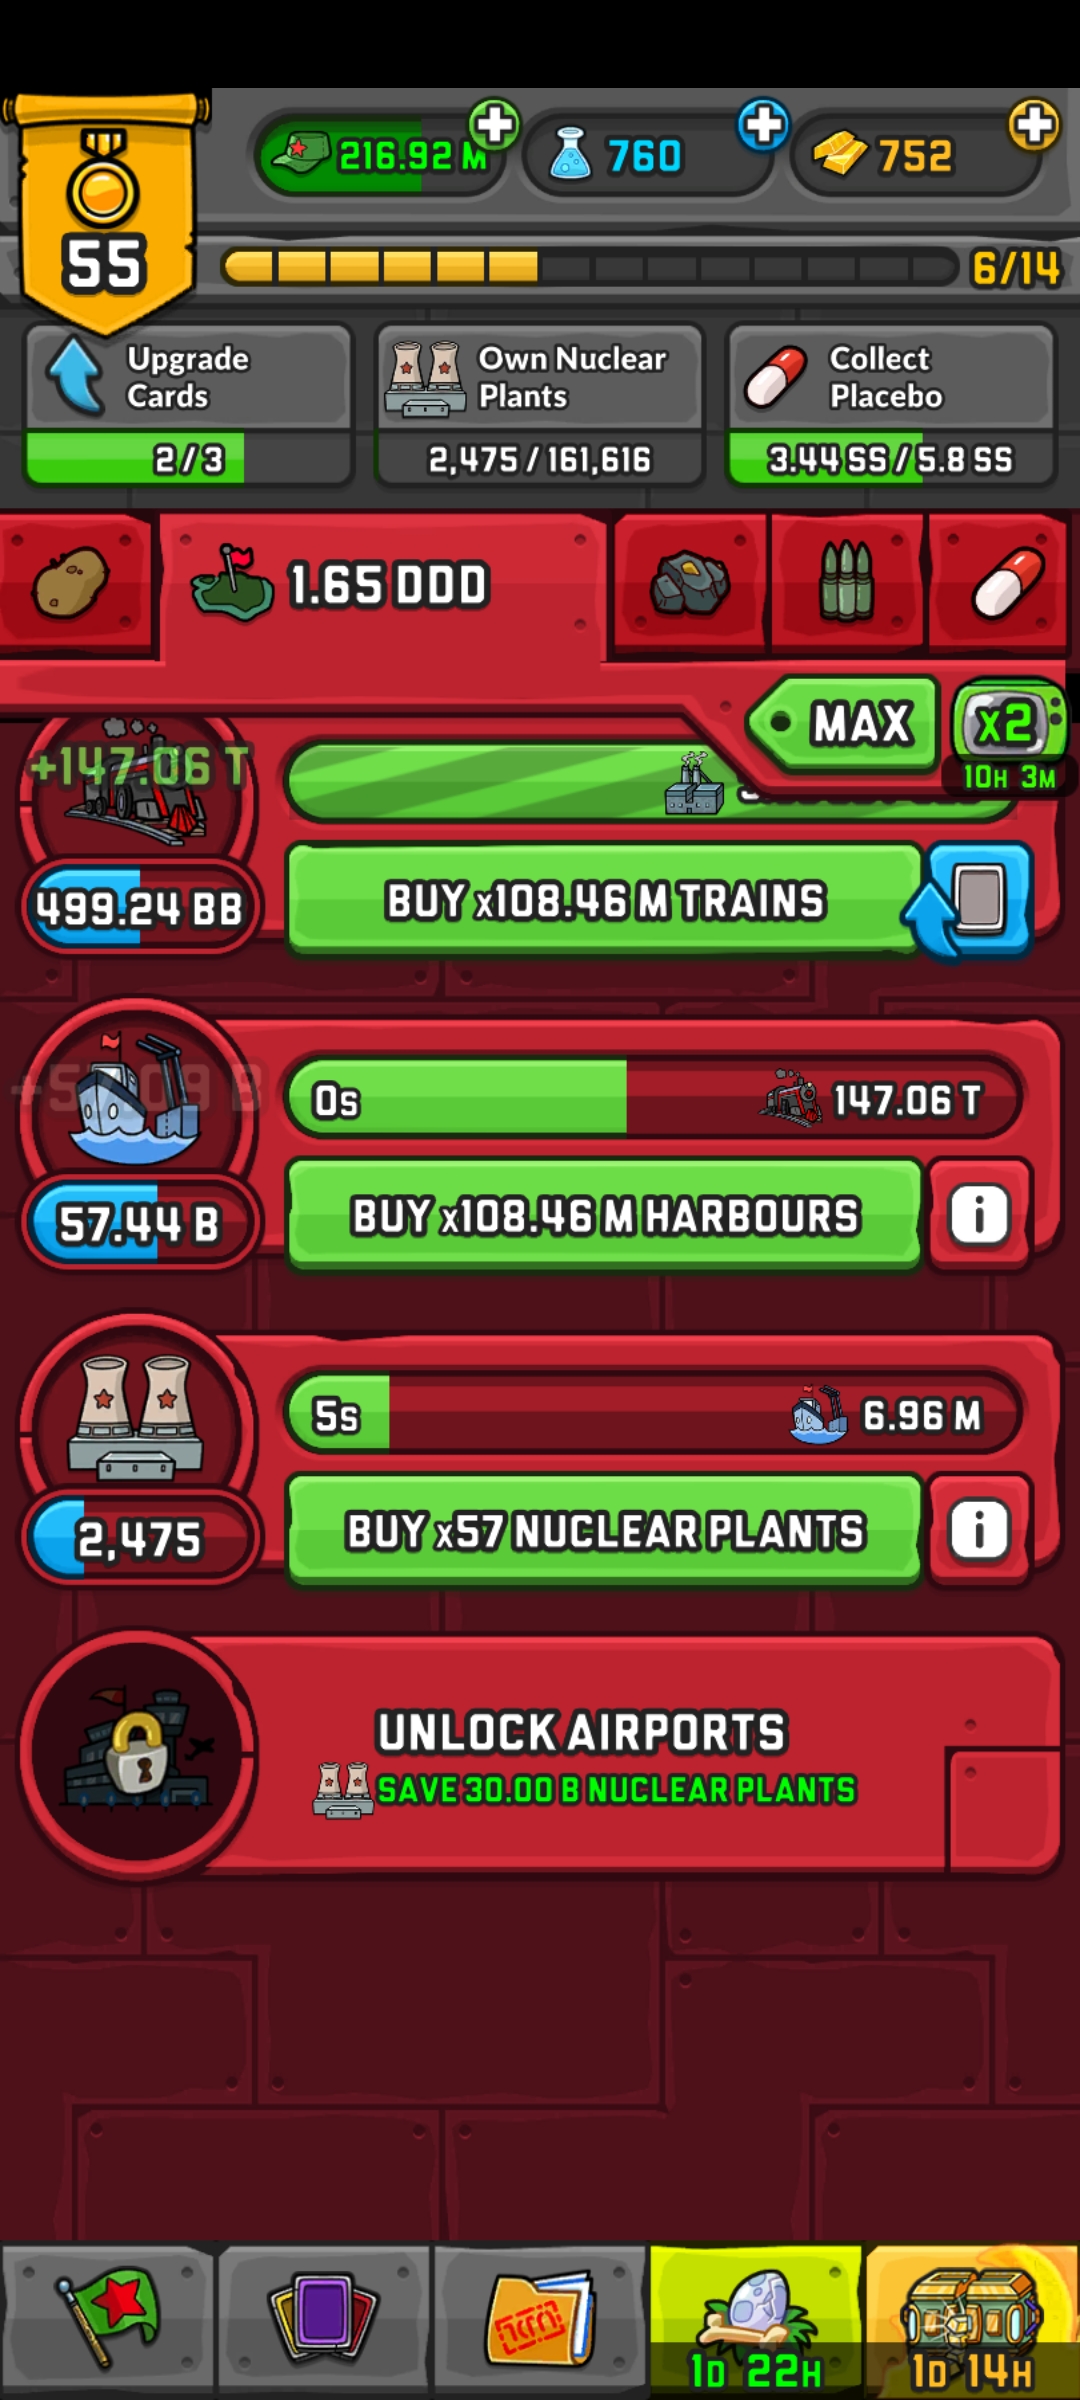 216.92 M
760
752
55
6/14
Upgrade
Cards
2/3
Own Nuclear
Plants
2,475/161,616
Collect
Placebo
3.44 SS/5.8 SS
1.65 DDD
MAX
x2
10H 3M
+147.06 T
499.24 BB
BUY x108.46 M TRAINS
0s
147.06 T
57.44 B
BUY x108.46 M HARBOURS
i
5s
6.96 M
2,475
BUY x57 NUCLEAR PLANTS
i
UNLOCK AIRPORTS
SAVE 30.00 B NUCLEAR PLANTS
1D 22H
1D 14H